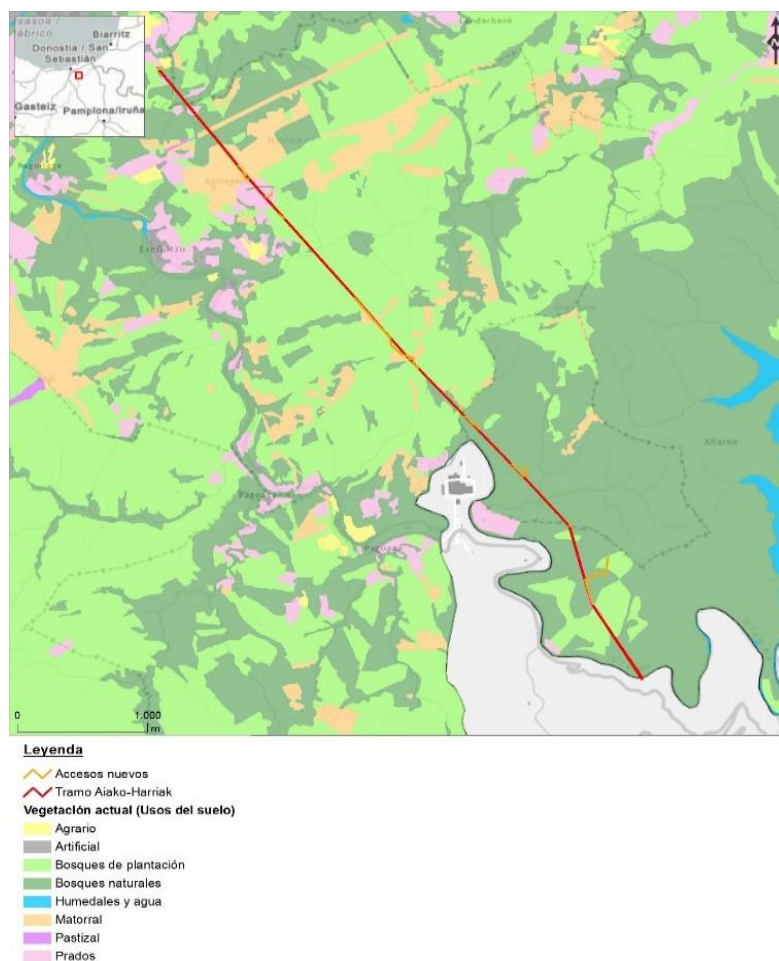 Biarritz
Donostia / San
Sebastián
Gasteiz
Pamplona/Iruña
Añarbe
0 1.000
m
Leyenda
Accesos nuevos
Tramo Aiako-Harriak
Vegetación actual (Usos del suelo)
Agrario
Artificial
Bosques de plantación
Bosques naturales
Humedales y agua
Matorral
Pastizal
Prados